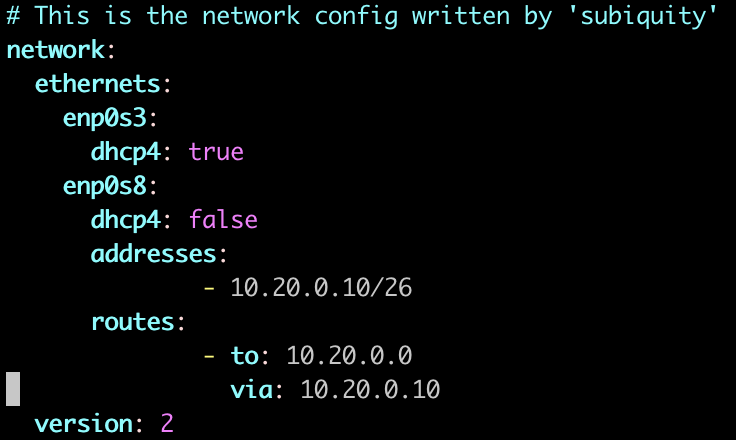 # This is the network config written by 'subiquity'
network:
  ethernets:
    enp0s3:
      dhcp4: true
    enp0s8:
      dhcp4: false
      addresses:
              - 10.20.0.10/26
      routes:
              - to: 10.20.0.0
                via: 10.20.0.10
  version: 2